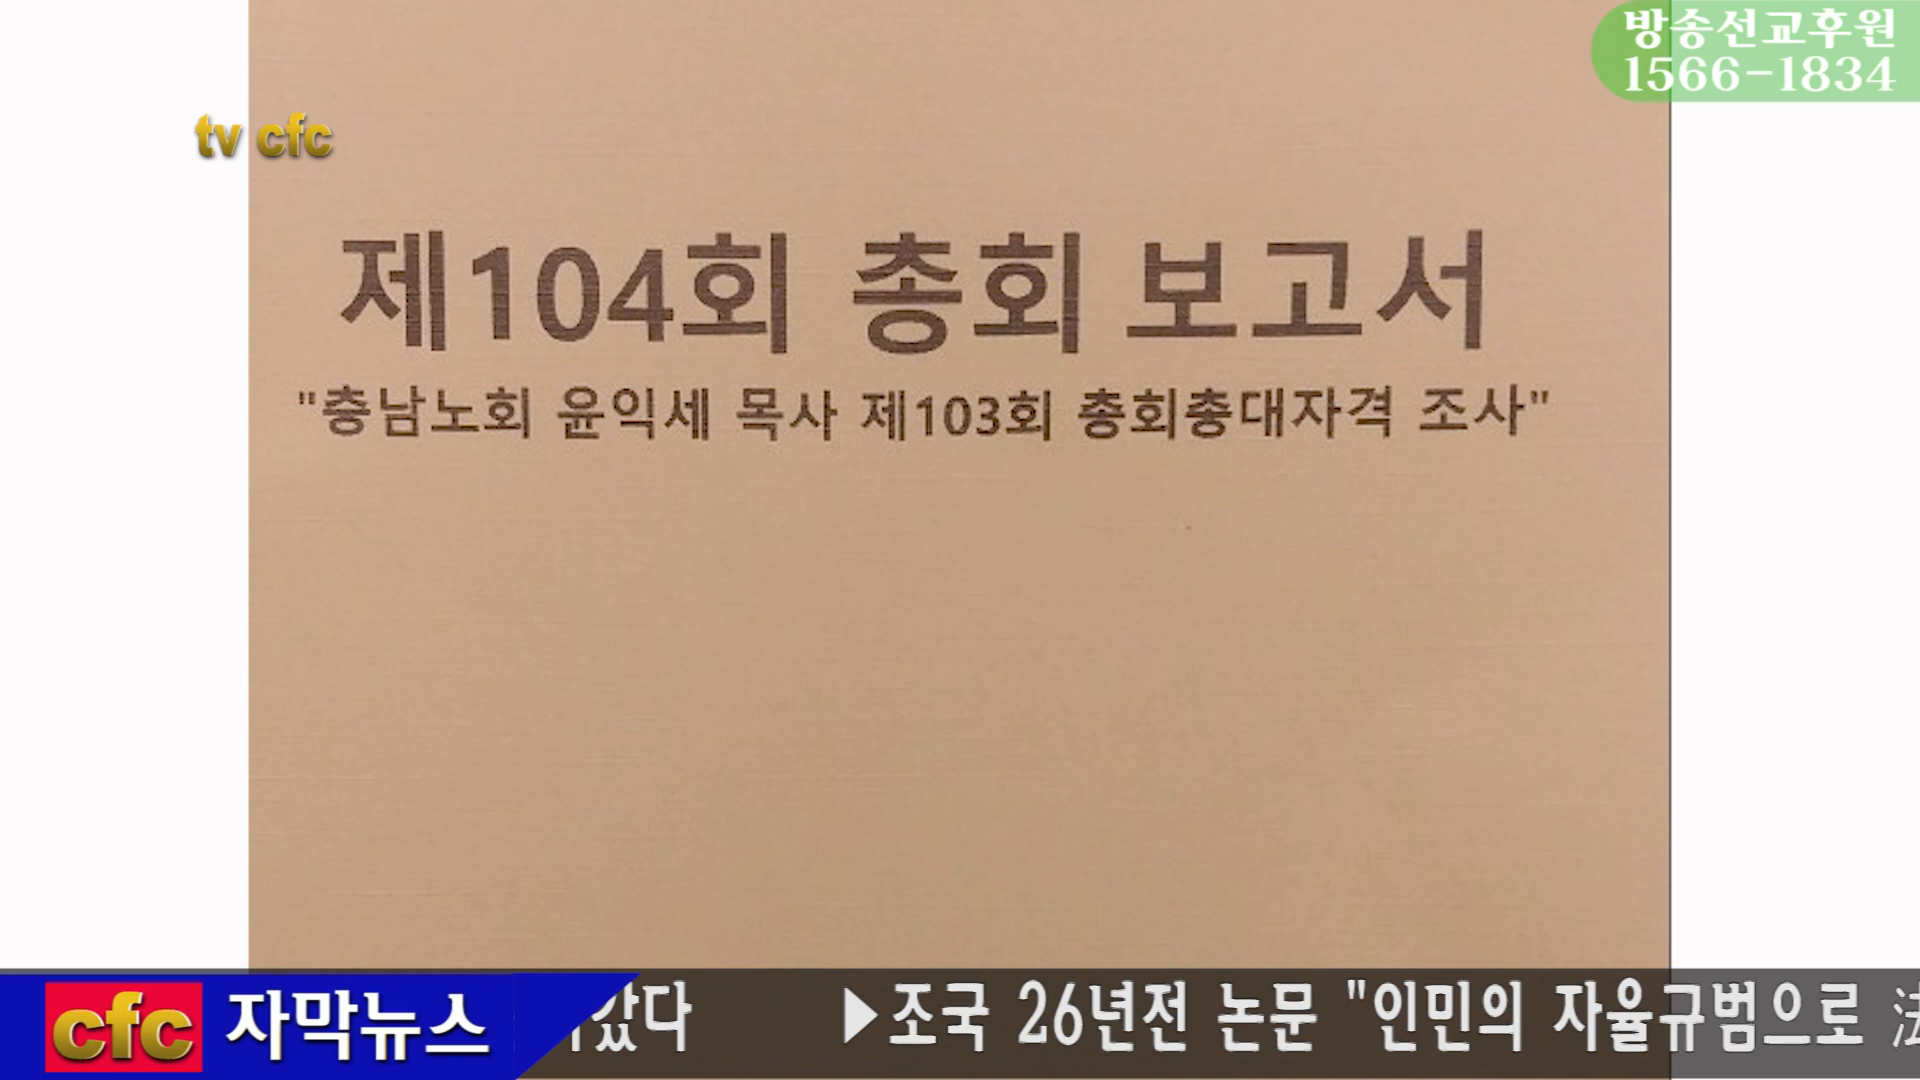 방송선교후원
1566-1834
tv cfc
제104회 총회 보고서
"충남노회 윤익세 목사 제103회 총회총대자격 조사"
cfc 자막뉴스
갔다 ▶조국 26년전 논문 "인민의 자율규범으로 法